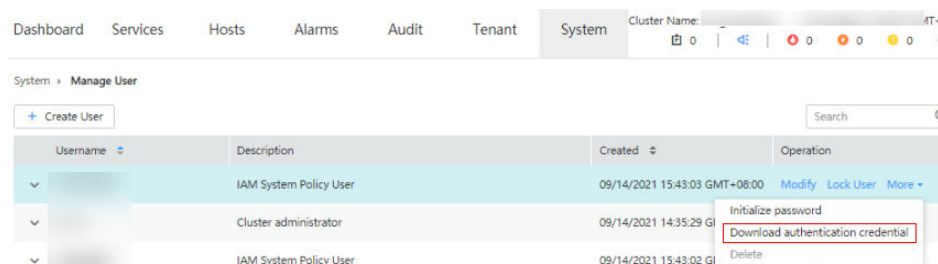 Dashboard Services Hosts Alarms Audit Tenant System Cluster Name:
0 0 0 0
System > Manage User
+ Create User Search
Username Description Created Operation
IAM System Policy User 09/14/2021 15:43:03 GMT+08:00 Modify Lock User More
Initialize password
Cluster administrator 09/14/2021 14:35:29 G
Download authentication credential
Delete
IAM System Policy User 09/14/2021 15:43:02 G